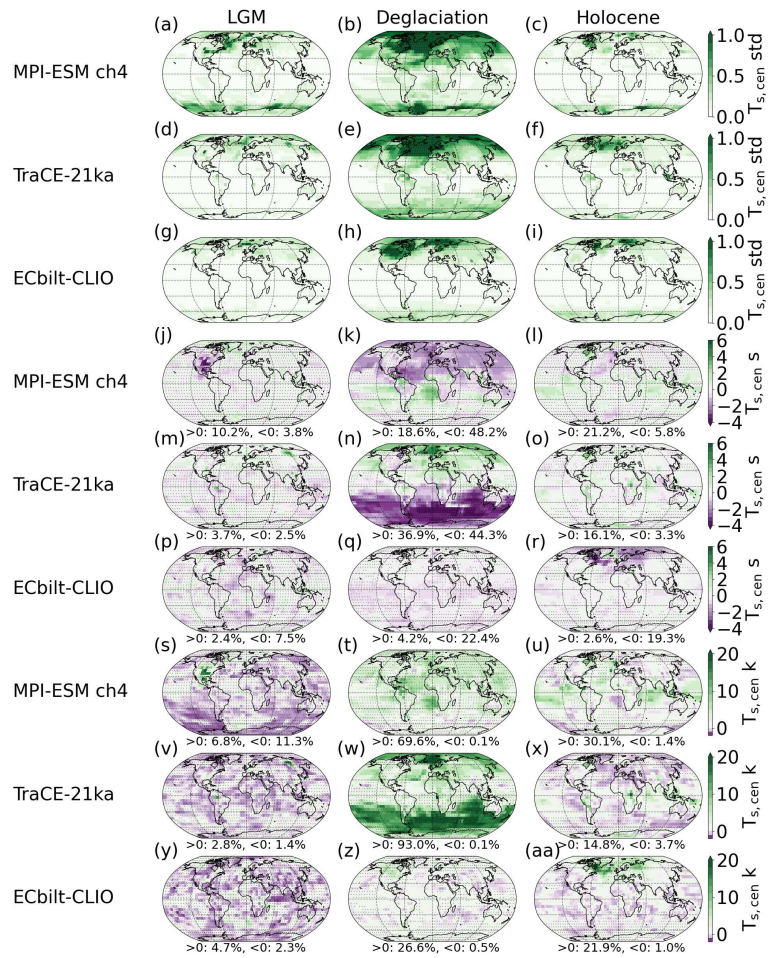 LGM Deglaciation Holocene
(a) (b) (c)
MPI-ESM ch4
1.0
0.5
0.0
T_s,cen std
(d) (e) (f)
TraCE-21ka
1.0
0.5
0.0
T_s,cen std
(g) (h) (i)
ECbilt-CLIO
1.0
0.5
0.0
T_s,cen std
(j) (k) (l)
MPI-ESM ch4
6
4
2
0
−2
−4
T_s,cen s
>0: 10.2%, <0: 3.8% >0: 18.6%, <0: 48.2% >0: 21.2%, <0: 5.8%
(m) (n) (o)
TraCE-21ka
6
4
2
0
−2
−4
T_s,cen s
>0: 3.7%, <0: 2.5% >0: 36.9%, <0: 44.3% >0: 16.1%, <0: 3.3%
(p) (q) (r)
ECbilt-CLIO
6
4
2
0
−2
−4
T_s,cen s
>0: 2.4%, <0: 7.5% >0: 4.2%, <0: 22.4% >0: 2.6%, <0: 19.3%
(s) (t) (u)
MPI-ESM ch4
20
10
0
T_s,cen k
>0: 6.8%, <0: 11.3% >0: 69.6%, <0: 0.1% >0: 30.1%, <0: 1.4%
(v) (w) (x)
TraCE-21ka
20
10
0
T_s,cen k
>0: 2.8%, <0: 1.4% >0: 93.0%, <0: 0.1% >0: 14.8%, <0: 3.7%
(y) (z) (aa)
ECbilt-CLIO
20
10
0
T_s,cen k
>0: 4.7%, <0: 2.3% >0: 26.6%, <0: 0.5% >0: 21.9%, <0: 1.0%